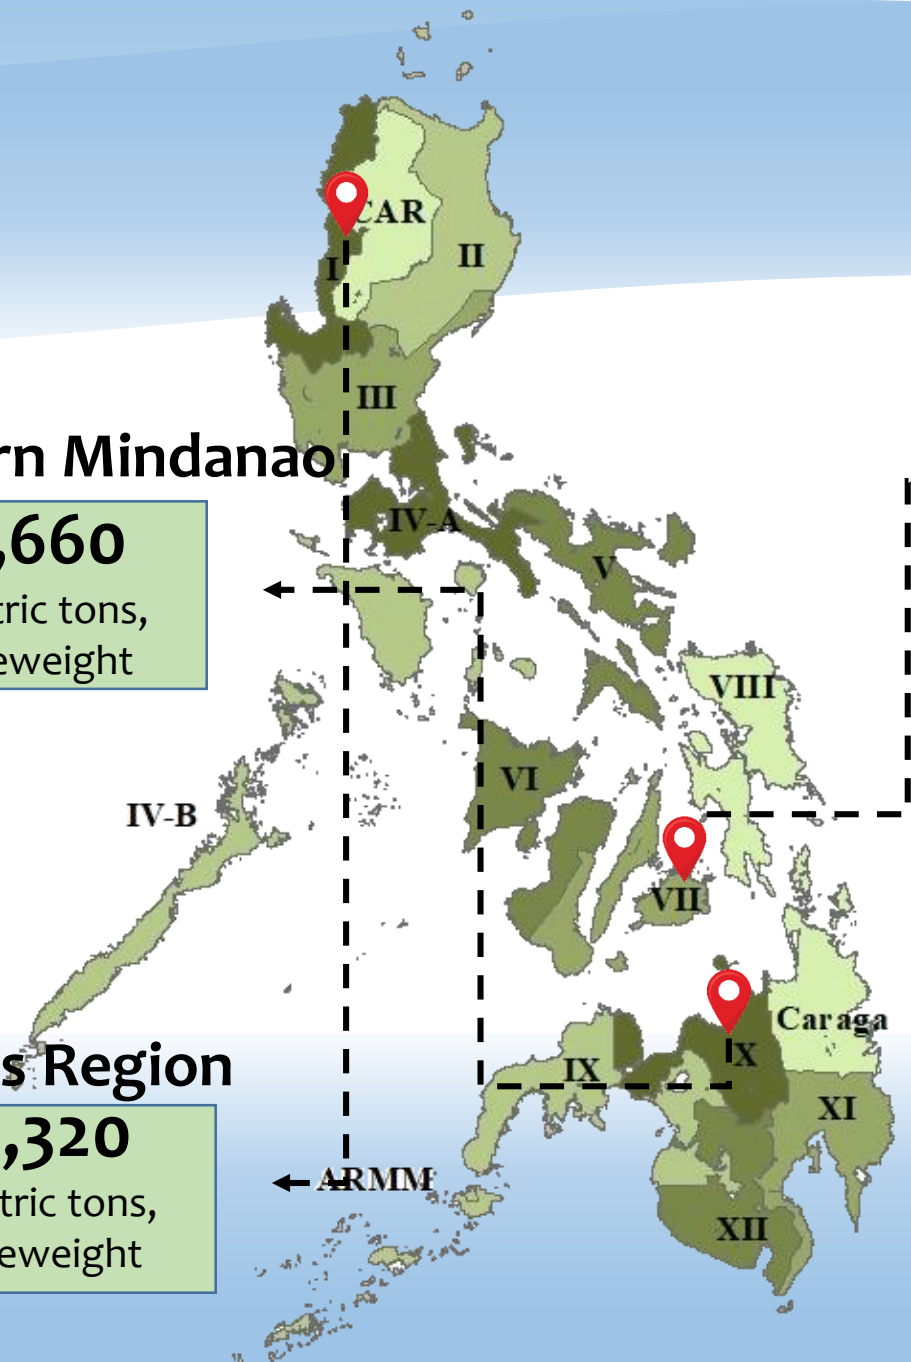 CAR
II
I
III
rn Mindanao
,660
IV-A
tric tons,
eweight
V
VIII
VI
IV-B
VII
Caraga
X
s Region
IX
XI
,320
ARMM
tric tons,
eweight
XII